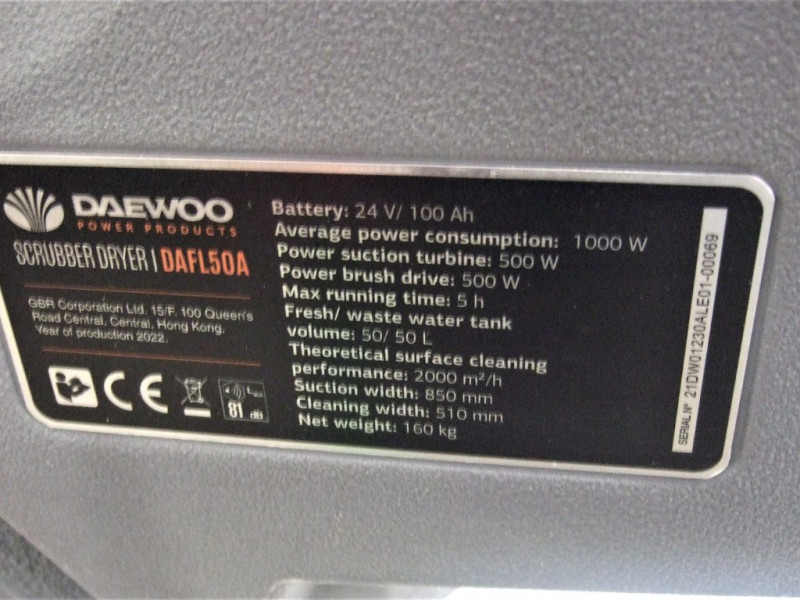 DAEWOO
POWER PRODUCTS
SCRUBBER DRYER | DAFL50A
GBR Corporation Ltd. 15/F. 100 Queen's
Road Central, Central, Hong Kong.
Year of production 2022.
CE
81 dB
Battery: 24 V/ 100 Ah
Average power consumption: 1000 W
Power suction turbine: 500 W
Power brush drive: 500 W
Max running time: 5 h
Fresh/ waste water tank
volume: 50/ 50 L
Theoretical surface cleaning
performance: 2000 m²/h
Suction width: 850 mm
Cleaning width: 510 mm
Net weight: 160 kg
SERIAL Nº 21DW01230ALE01-00069